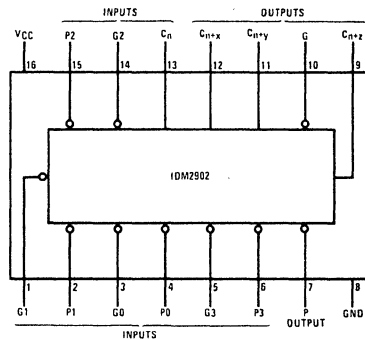 INPUTS OUTPUTS
VCC P2 G2 Cn Cn+x Cn+y G Cn+z
16 15 14 13 12 11 10 9
IDM2902
1 2 3 4 5 6 7 8
G1 P1 G0 P0 G3 P3 P GND
INPUTS OUTPUT